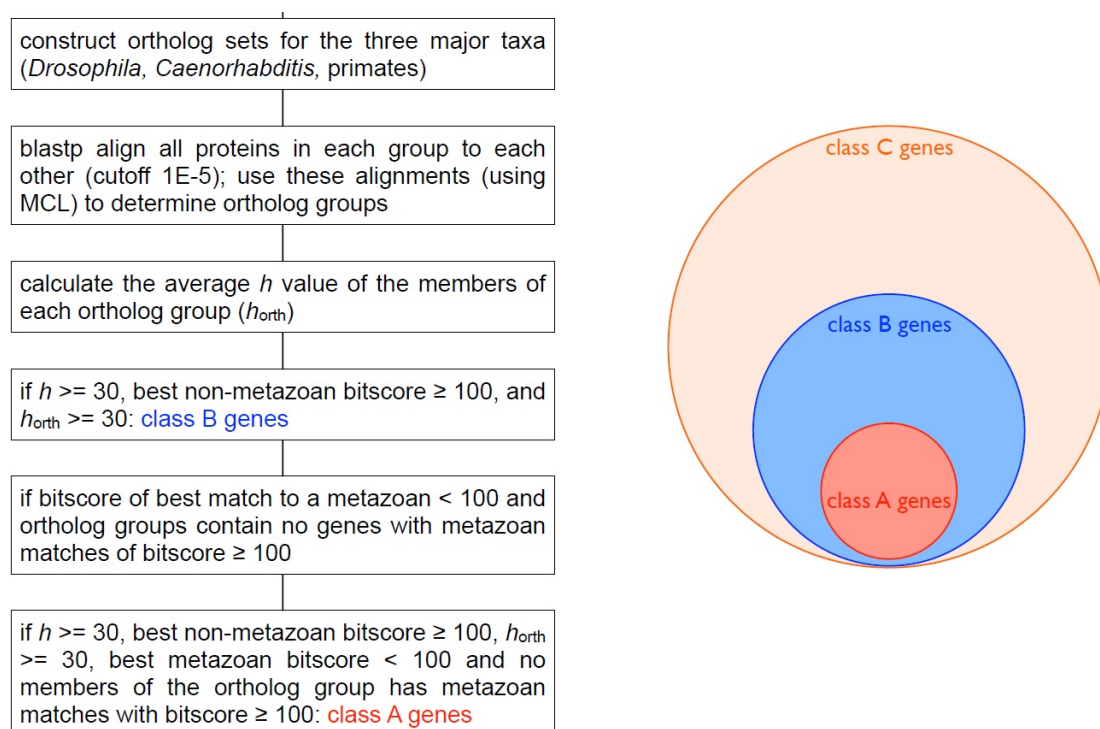 construct ortholog sets for the three major taxa
(Drosophila, Caenorhabditis, primates)
blastp align all proteins in each group to each
other (cutoff 1E-5); use these alignments (using
MCL) to determine ortholog groups
calculate the average h value of the members of
each ortholog group (horth)
if h >= 30, best non-metazoan bitscore ≥ 100, and
horth >= 30: class B genes
if bitscore of best match to a metazoan < 100 and
ortholog groups contain no genes with metazoan
matches of bitscore ≥ 100
if h >= 30, best non-metazoan bitscore ≥ 100, horth
>= 30, best metazoan bitscore < 100 and no
members of the ortholog group has metazoan
matches with bitscore ≥ 100: class A genes
class C genes
class B genes
class A genes